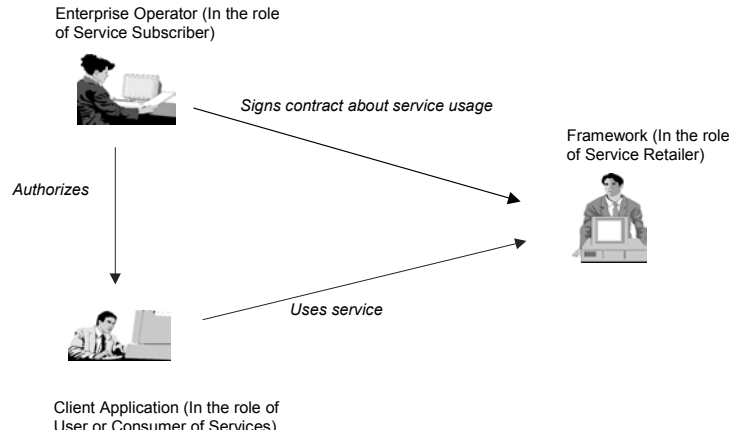 Enterprise Operator (In the role
of Service Subscriber)
Signs contract about service usage
Framework (In the role
of Service Retailer)
Authorizes
Uses service
Client Application (In the role of
User or Consumer of Services)